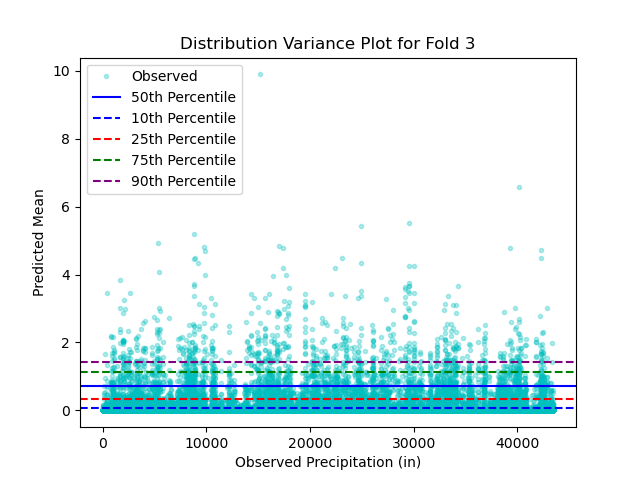 Distribution Variance Plot for Fold 3
Observed
50th Percentile
10th Percentile
25th Percentile
75th Percentile
90th Percentile
Predicted Mean
10
8
6
4
2
0
0 10000 20000 30000 40000
Observed Precipitation (in)